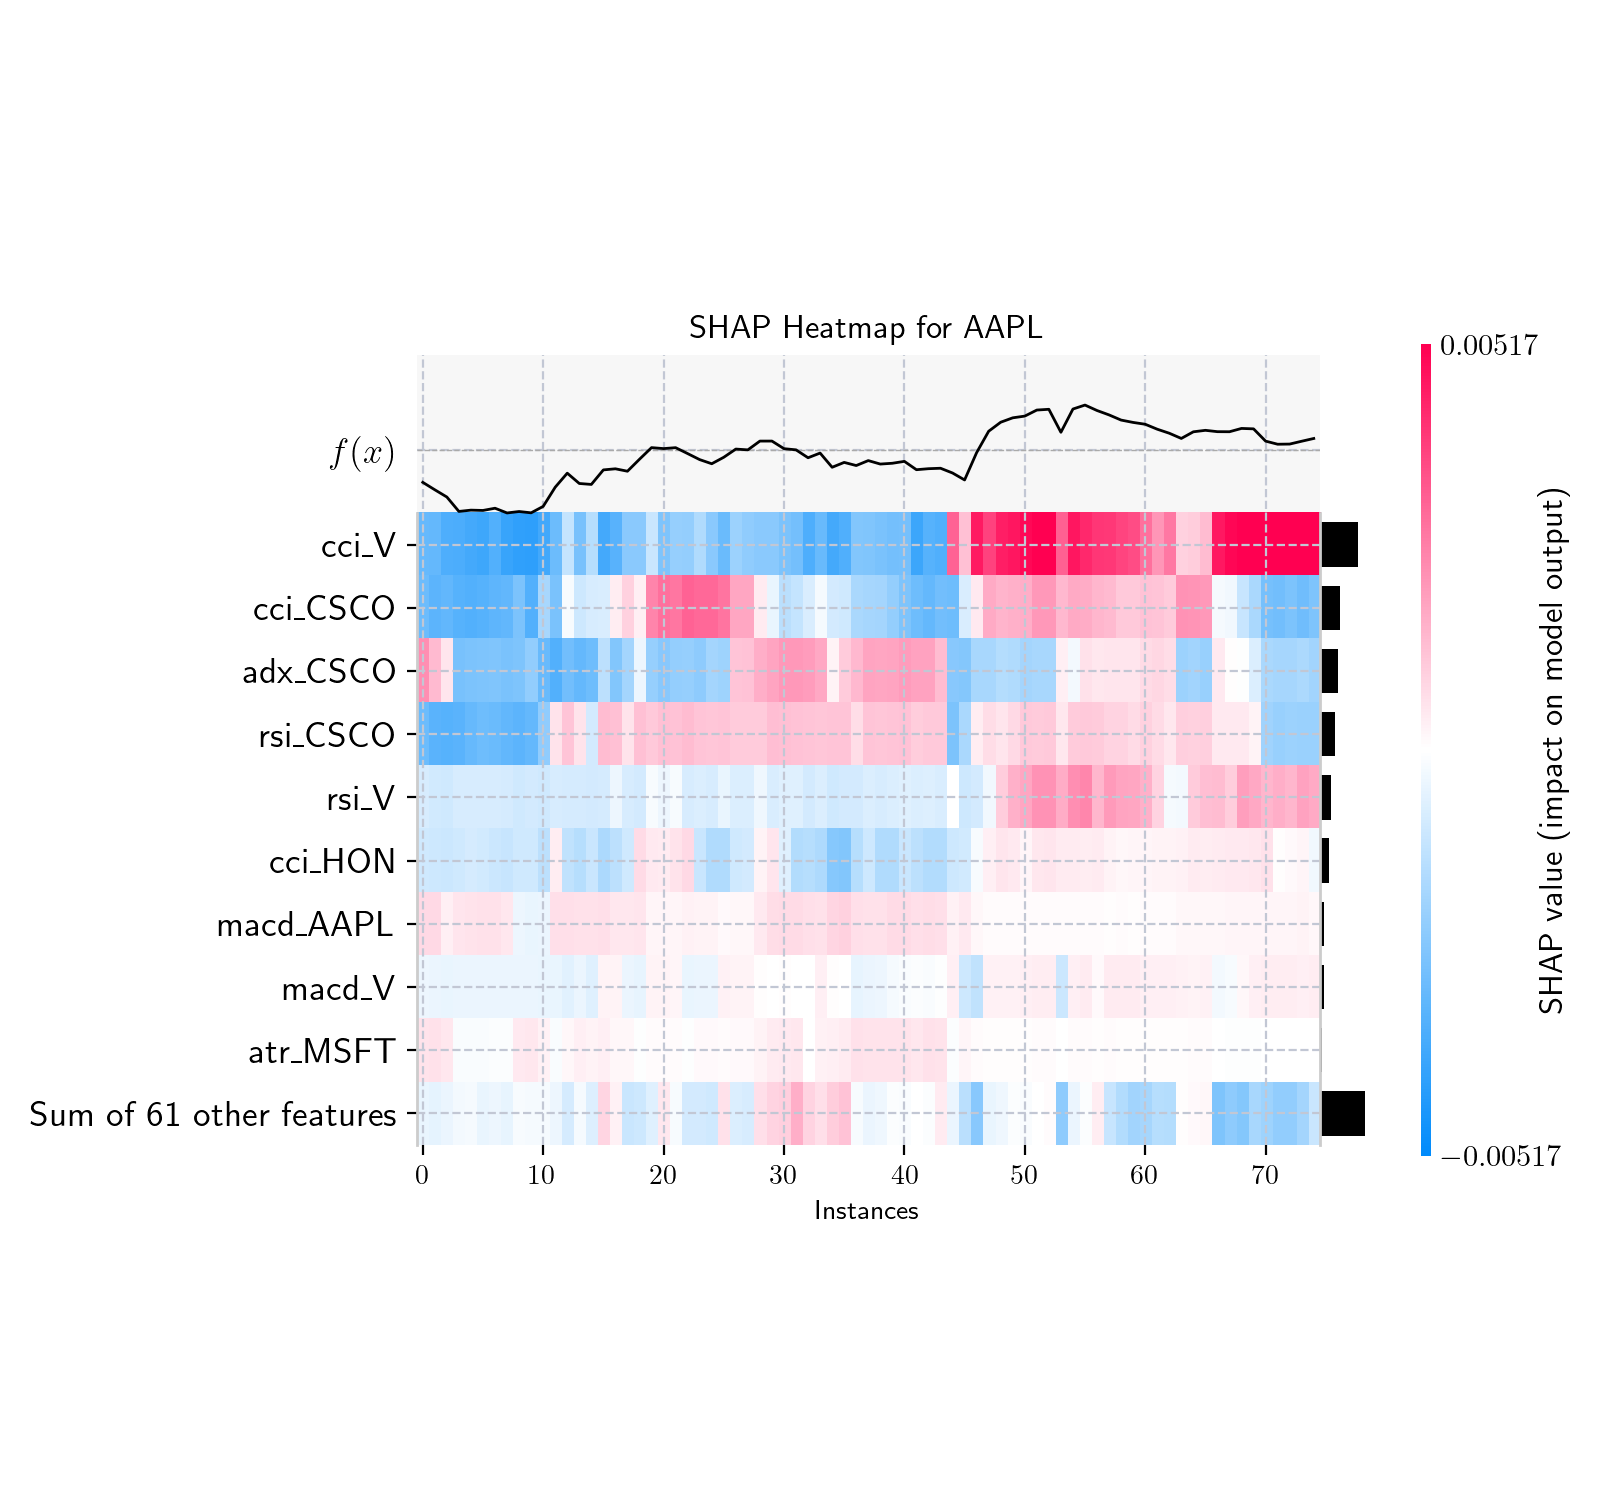 SHAP Heatmap for AAPL
0.00517
f(x)
cci_V
cci_CSCO
adx_CSCO
rsi_CSCO
rsi_V
cci_HON
macd_AAPL
macd_V
atr_MSFT
Sum of 61 other features
0 10 20 30 40 50 60 70
Instances
−0.00517
SHAP value (impact on model output)